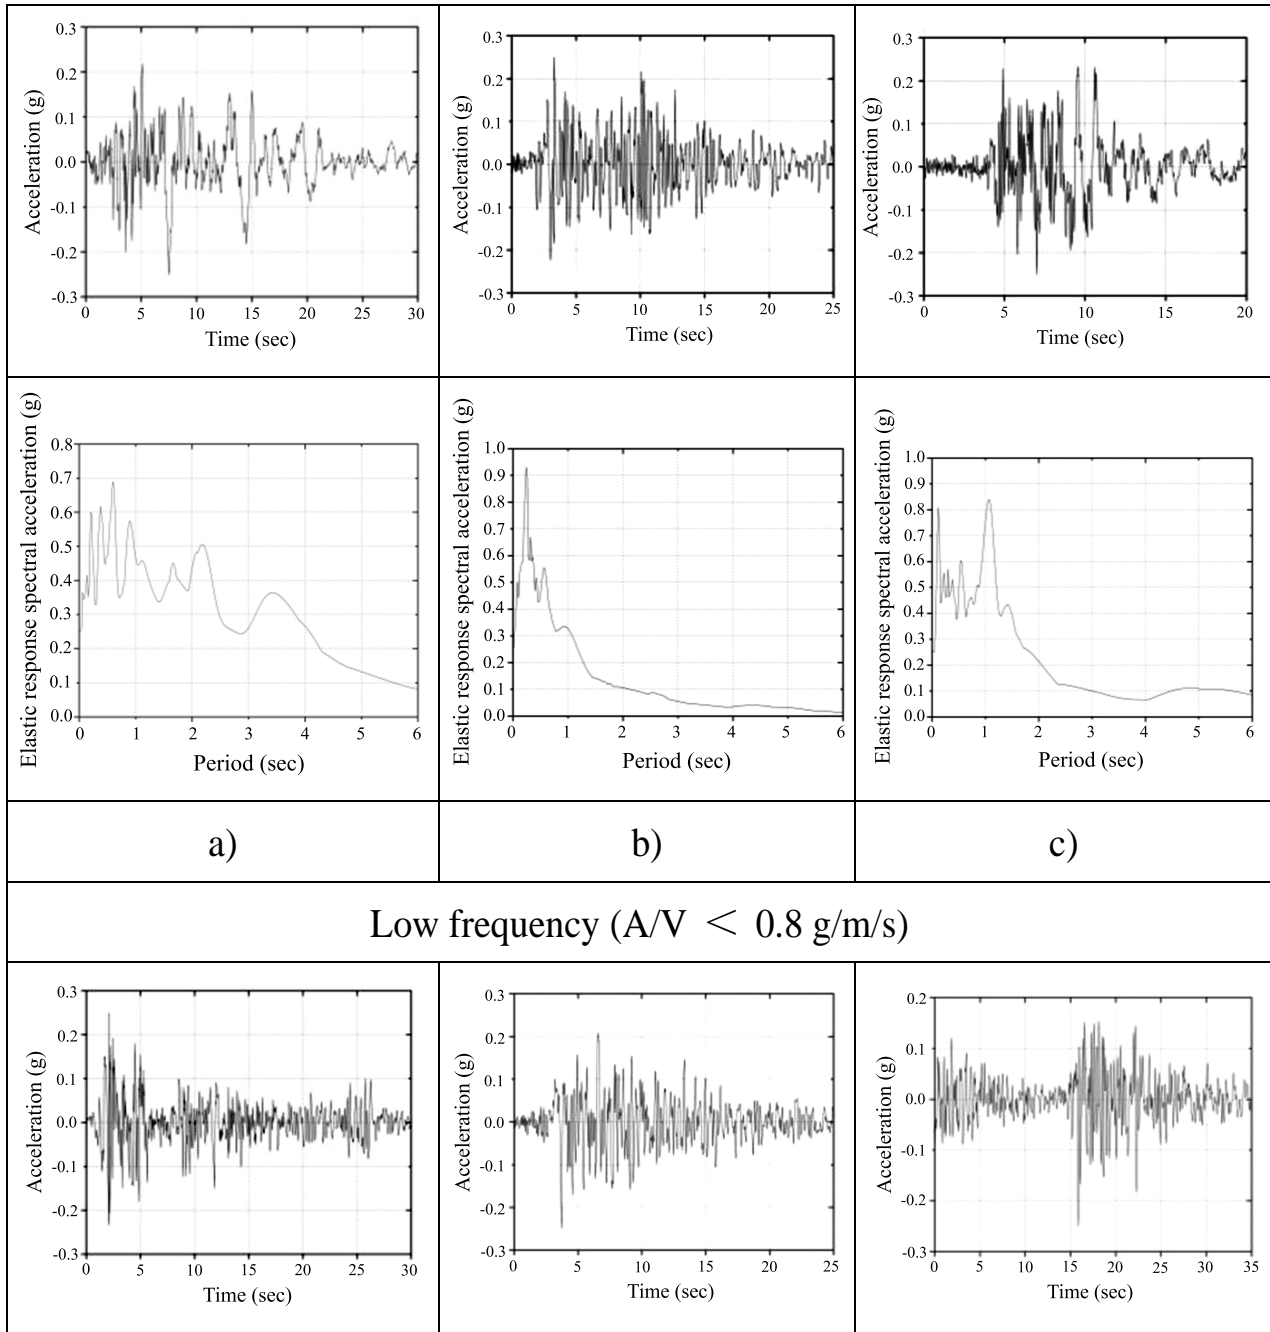 Acceleration (g)
0.3
0.2
0.1
0.0
-0.1
-0.2
-0.3
0 5 10 15 20 25 30
Time (sec)
Acceleration (g)
0.3
0.2
0.1
0.0
-0.1
-0.2
-0.3
0 5 10 15 20 25
Time (sec)
Acceleration (g)
0.3
0.2
0.1
0.0
-0.1
-0.2
-0.3
5 10 15 20
0
Time (sec)
Elastic response spectral acceleration (g)
0.8
0.7
0.6
0.5
0.4
0.3
0.2
0.1
0.0
0 1 2 3 4 5 6
Period (sec)
Elastic response spectral acceleration (g)
1.0
0.9
0.8
0.7
0.6
0.5
0.4
0.3
0.2
0.1
0.0
0 1 2 3 4 5 6
Period (sec)
Elastic response spectral acceleration (g)
1.0
0.9
0.8
0.7
0.6
0.5
0.4
0.3
0.2
0.1
0.0
0 1 2 3 4 5 6
Period (sec)
a) b) c)
Low frequency (A/V < 0.8 g/m/s)
Acceleration (g)
0.3
0.2
0.1
0.0
-0.1
-0.2
-0.3
0 5 10 15 20 25 30
Time (sec)
Acceleration (g)
0.3
0.2
0.1
0.0
-0.1
-0.2
-0.3
0 5 10 15 20 25
Time (sec)
Acceleration (g)
0.2
0.1
0.0
-0.1
-0.2
-0.3
0 5 10 15 20 25 30 35
Time (sec)